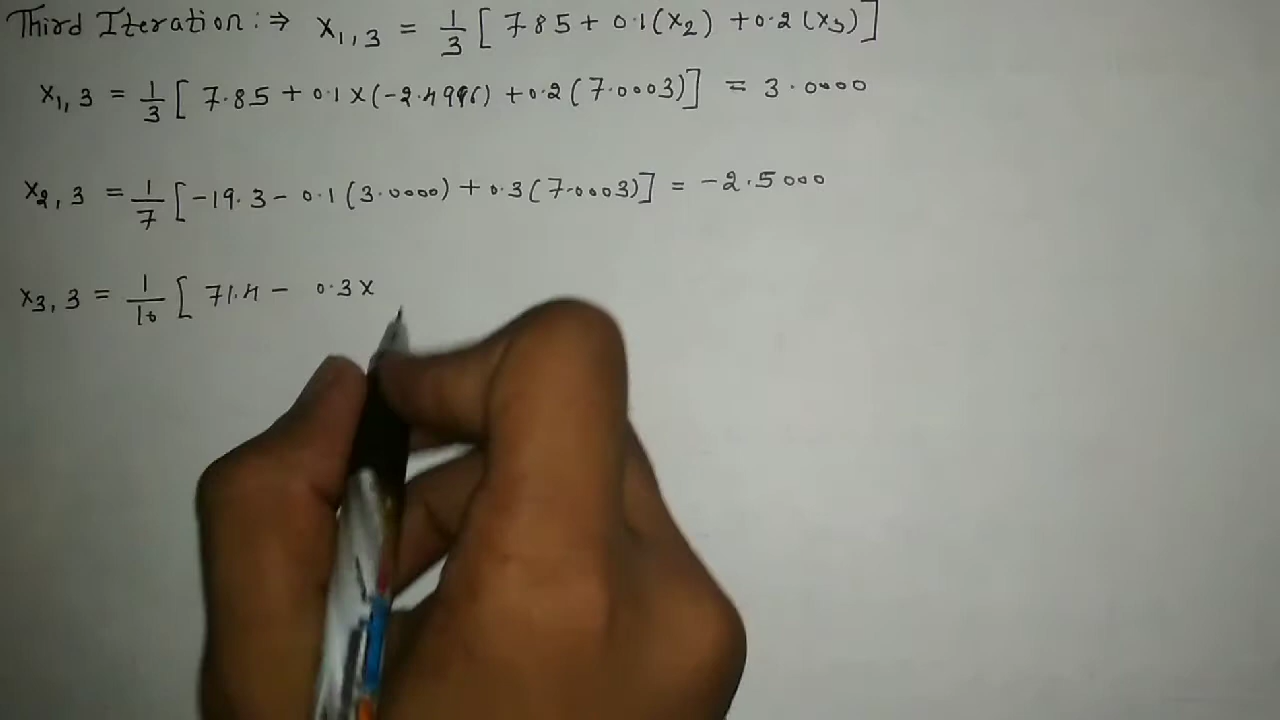 Third Iteration :⇒ x₁,₃ = 1/3 [ 785 + 0.1(x₂) + 0.2(x₃)]
x₁,₃ = 1/3 [ 7.85 + 0.1 x (-2.4996) + 0.2(7.0003)] = 3.0000
x₂,₃ = 1/7 [-19.3 - 0.1(3.0000) + 0.3(7.0003)] = -2.5000
x₃,₃ = 1/10 [ 71.4 - 0.3 x